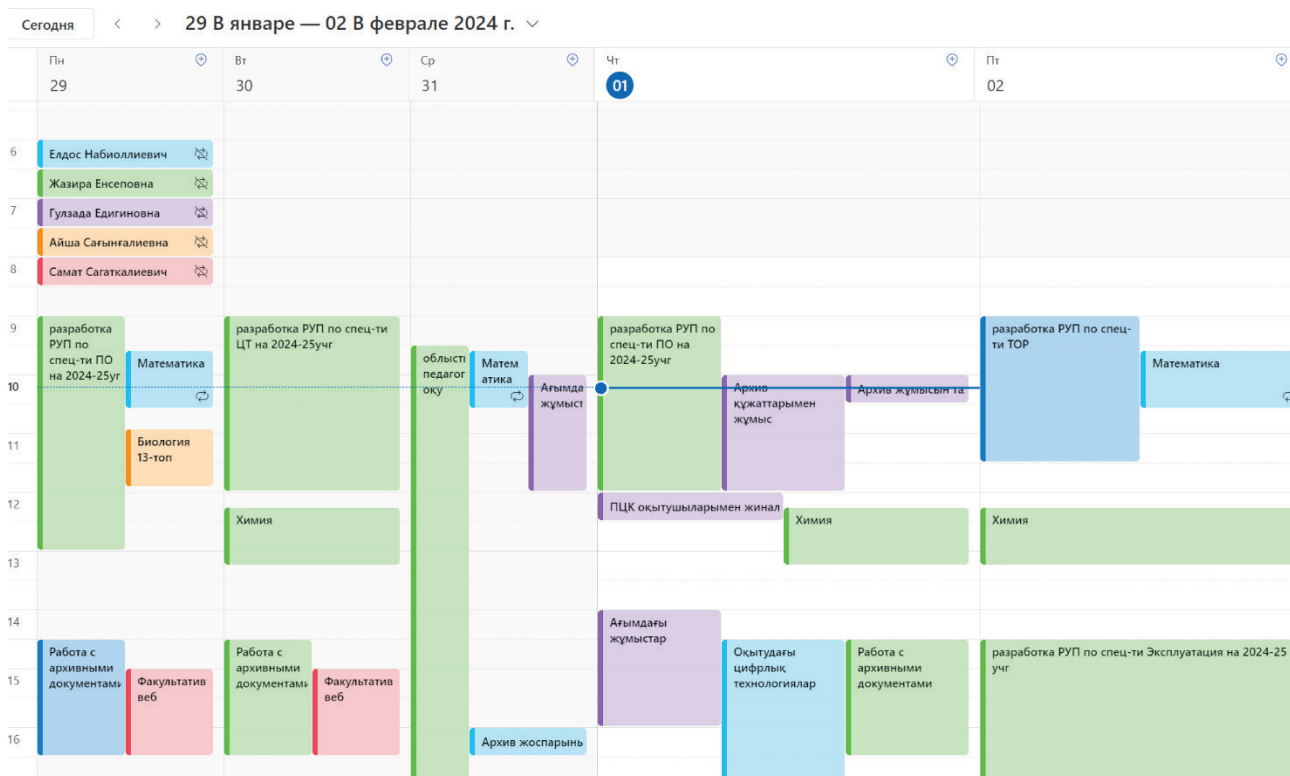 Сегодня
29 В январе — 02 В феврале 2024 г.
Пн
29
Вт
30
Ср
31
Чт
01
Пт
02
6
7
8
9
10
11
12
13
14
15
16
Елдос Набиоллиевич
Жазира Енсеповна
Гулзада Едигиновна
Айша Сағынғалиевна
Самат Сагаткалиевич
разработка
РУП по
спец-ти ПО
на 2024-25уг
Математика
Биология
13-топ
Работа с
архивными
документами
Факультатив
веб
разработка РУП по спец-ти
ЦТ на 2024-25учг
Химия
Работа с
архивными
документами
Факультатив
веб
облысть
педагог
оқу
Матем
атика
Ағымда
жұмыст
Архив жоспарынь
разработка РУП по
спец-ти ПО на
2024-25учг
Архив
құжаттарымен
жұмыс
Архив жұмысын та
ПЦК оқытушыларымен жинал
Химия
Ағымдағы
жұмыстар
Оқытудағы
цифрлық
технологиялар
Работа с
архивными
документами
разработка РУП по спец-
ти ТОР
Математика
Химия
разработка РУП по спец-ти Эксплуатация на 2024-25
учг